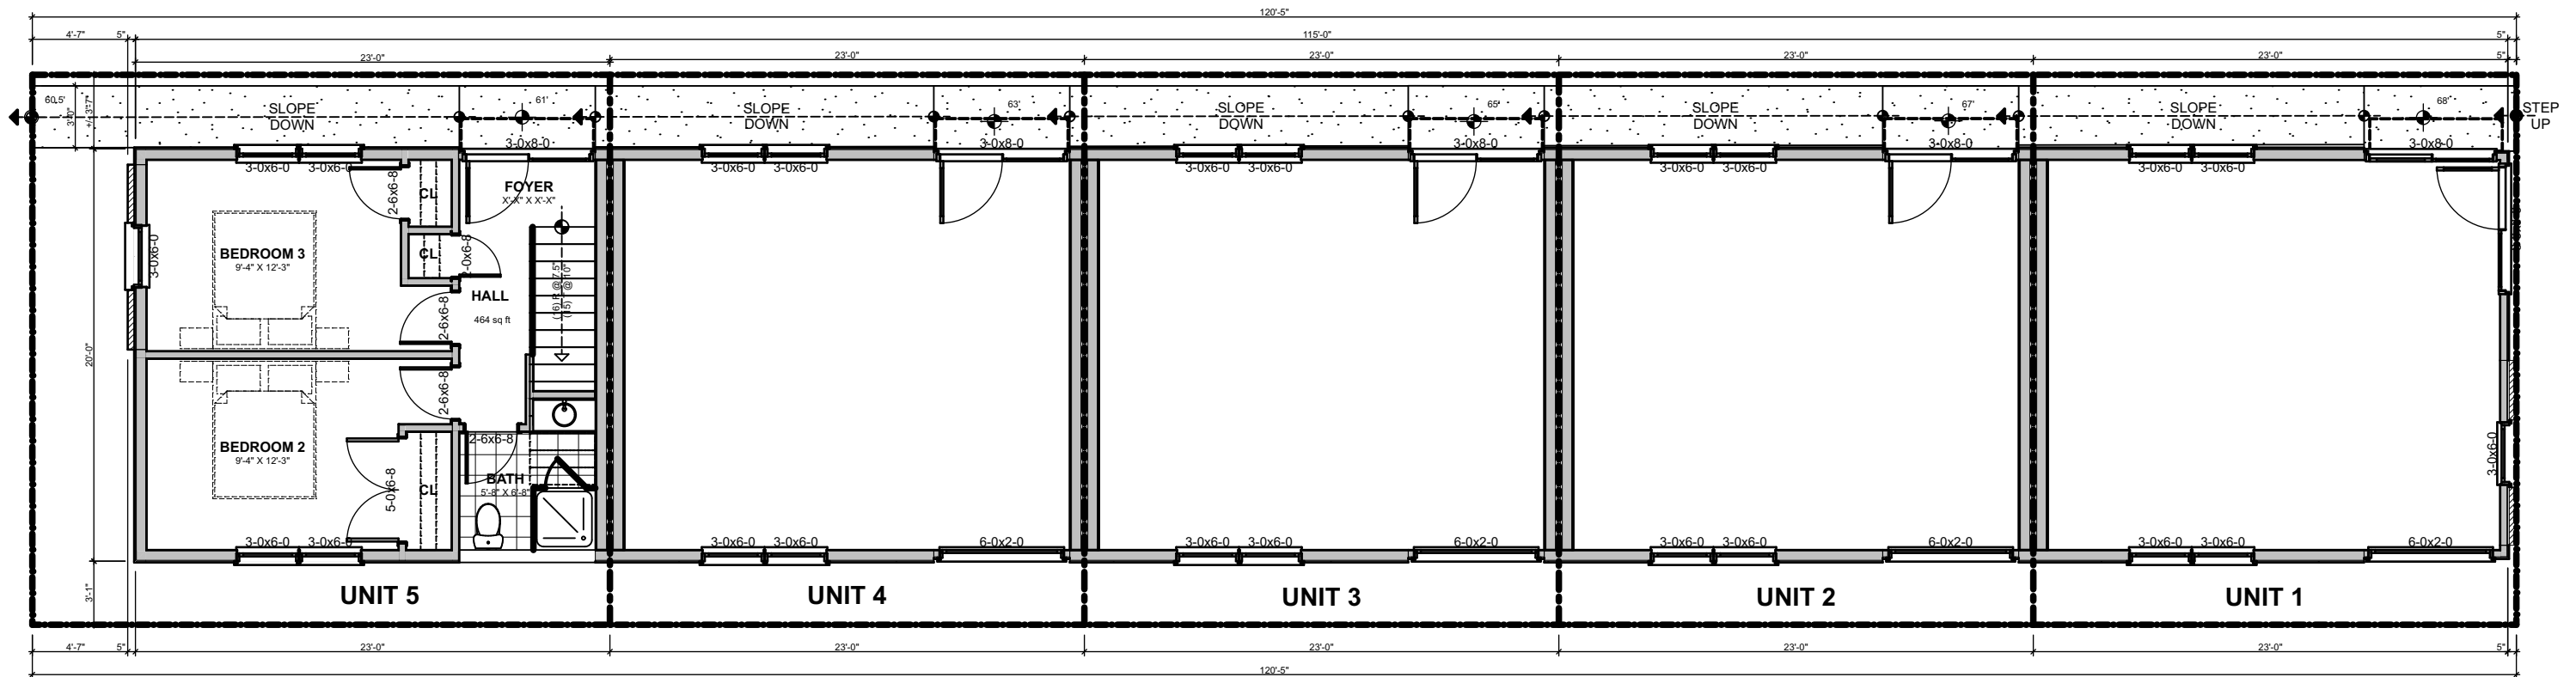 120'-5"
4'-7" 5" 115'-0" 5"
23'-0" 23'-0" 23'-0" 23'-0" 23'-0" 5"
60.5' 3'-0" +/- 3'-7" SLOPE DOWN 61' SLOPE DOWN 63' SLOPE DOWN 65' SLOPE DOWN 67' SLOPE DOWN 68' STEP UP
3-0x8-0 3-0x8-0 3-0x8-0 3-0x8-0 3-0x8-0
3-0x6-0 3-0x6-0 3-0x6-0 3-0x6-0 3-0x6-0 3-0x6-0 3-0x6-0 3-0x6-0 3-0x6-0 3-0x6-0
2-6x6-8 CL FOYER
X'-X" X X'-X"
3-0x6-0 BEDROOM 3 CL 2-0x6-8
9'-4" X 12'-3"
(16) R @ 7.5"
HALL
464 sq ft
2-6x6-8
20'-0"
2-6x6-8
BEDROOM 2 2-6x6-8
9'-4" X 12'-3"
5-0x6-8 CL BATH
5'-8" X 6'-8"
3-0x6-0
3-0x6-0 3-0x6-0 3-0x6-0 3-0x6-0 6-0x2-0 3-0x6-0 3-0x6-0 6-0x2-0 3-0x6-0 3-0x6-0 6-0x2-0 3-0x6-0 3-0x6-0 6-0x2-0
3'-1" UNIT 5 UNIT 4 UNIT 3 UNIT 2 UNIT 1
4'-7" 5" 23'-0" 23'-0" 23'-0" 23'-0" 23'-0" 5"
120'-5"